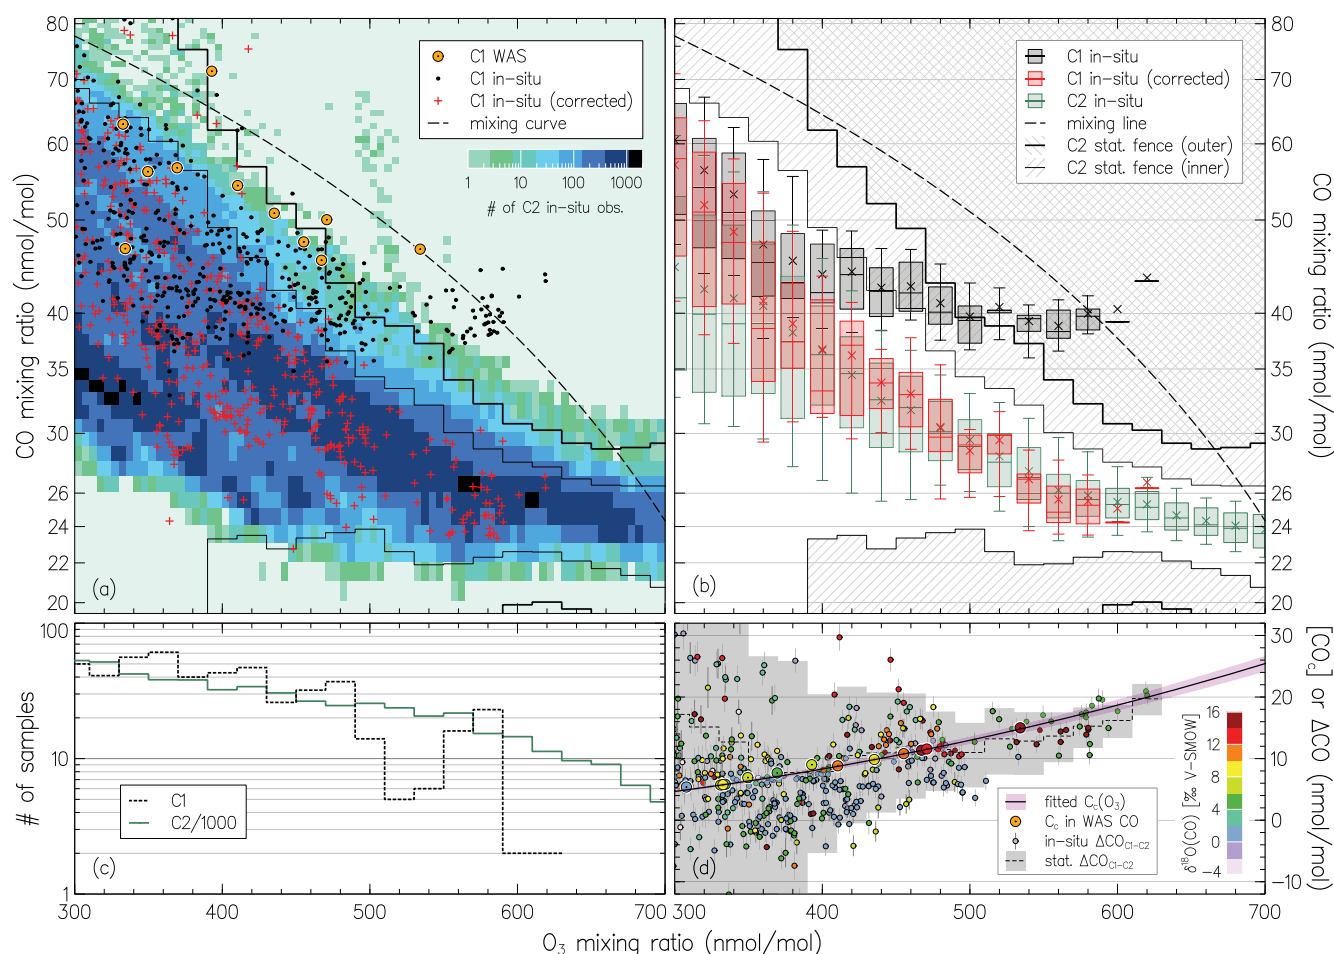 80
70
60
50
40
35
30
26
24
22
20
CO mixing ratio (nmol/mol)
C1 WAS
C1 in-situ
C1 in-situ (corrected)
mixing curve
1 10 100 1000
# of C2 in-situ obs.
(a)
C1 in-situ
C1 in-situ (corrected)
C2 in-situ
mixing line
C2 stat. fence (outer)
C2 stat. fence (inner)
(b)
80
70
60
50
40
35
30
26
24
22
20
CO mixing ratio (nmol/mol)
100
10
1
# of samples
C1
C2/1000
(c)
300 400 500 600 700
fitted C_c(O₃)
C_c in WAS CO
in-situ ΔCO_C1-C2
stat. ΔCO_C1-C2
(d)
16
12
8
4
0
-4
δ¹⁸O(CO) [‰ V-SMOW]
30
20
10
0
-10
[CO_c] or ΔCO (nmol/mol)
300 400 500 600 700
O₃ mixing ratio (nmol/mol)